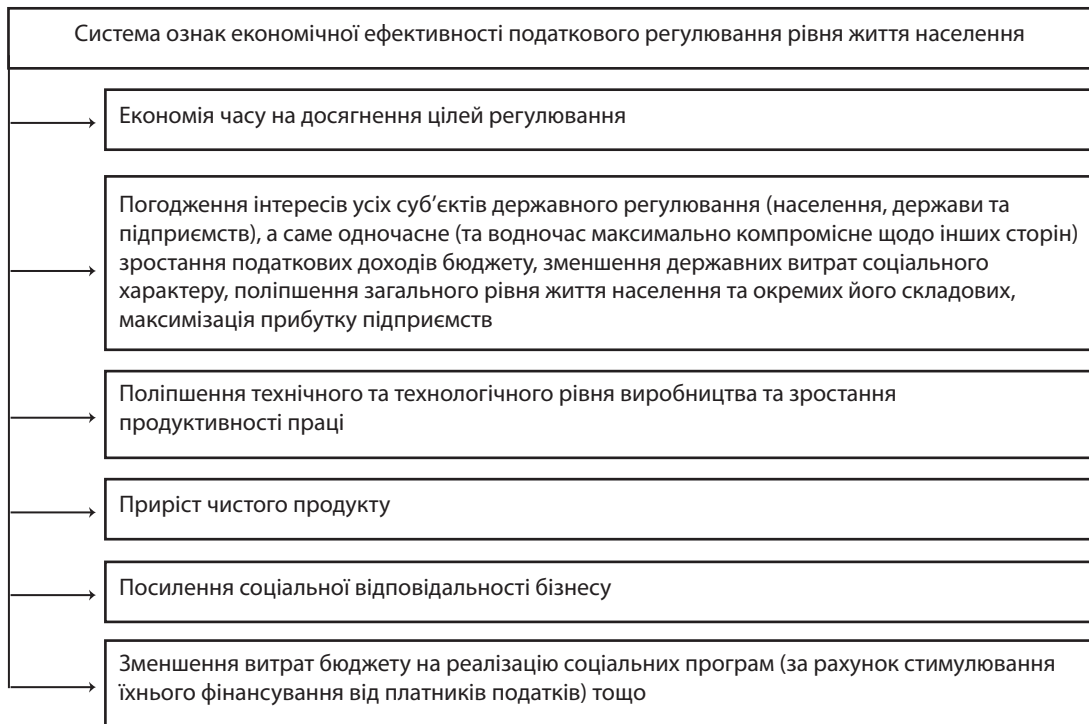 Система ознак економічної ефективності податкового регулювання рівня життя населення
Економія часу на досягнення цілей регулювання
Погодження інтересів усіх суб’єктів державного регулювання (населення, держави та
підприємств), а саме одночасне (та водночас максимально компромісне щодо інших сторін)
зростання податкових доходів бюджету, зменшення державних витрат соціального
характеру, поліпшення загального рівня життя населення та окремих його складових,
максимізація прибутку підприємств
Поліпшення технічного та технологічного рівня виробництва та зростання
продуктивності праці
Приріст чистого продукту
Посилення соціальної відповідальності бізнесу
Зменшення витрат бюджету на реалізацію соціальних програм (за рахунок стимулювання
їхнього фінансування від платників податків) тощо